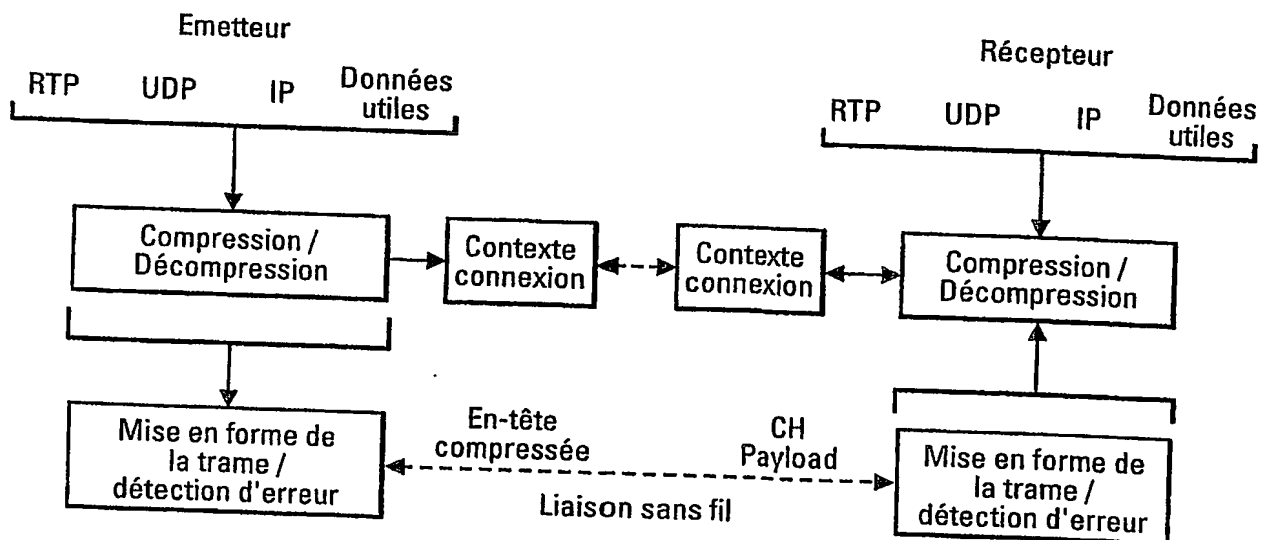 Emetteur
RTP UDP IP Données
utiles
Récepteur
RTP UDP IP Données
utiles
Compression /
Décompression
Contexte
connexion
Contexte
connexion
Compression /
Décompression
Mise en forme de
la trame /
détection d'erreur
En-tête
compressée
CH
Payload
Liaison sans fil
Mise en forme de
la trame /
détection d'erreur